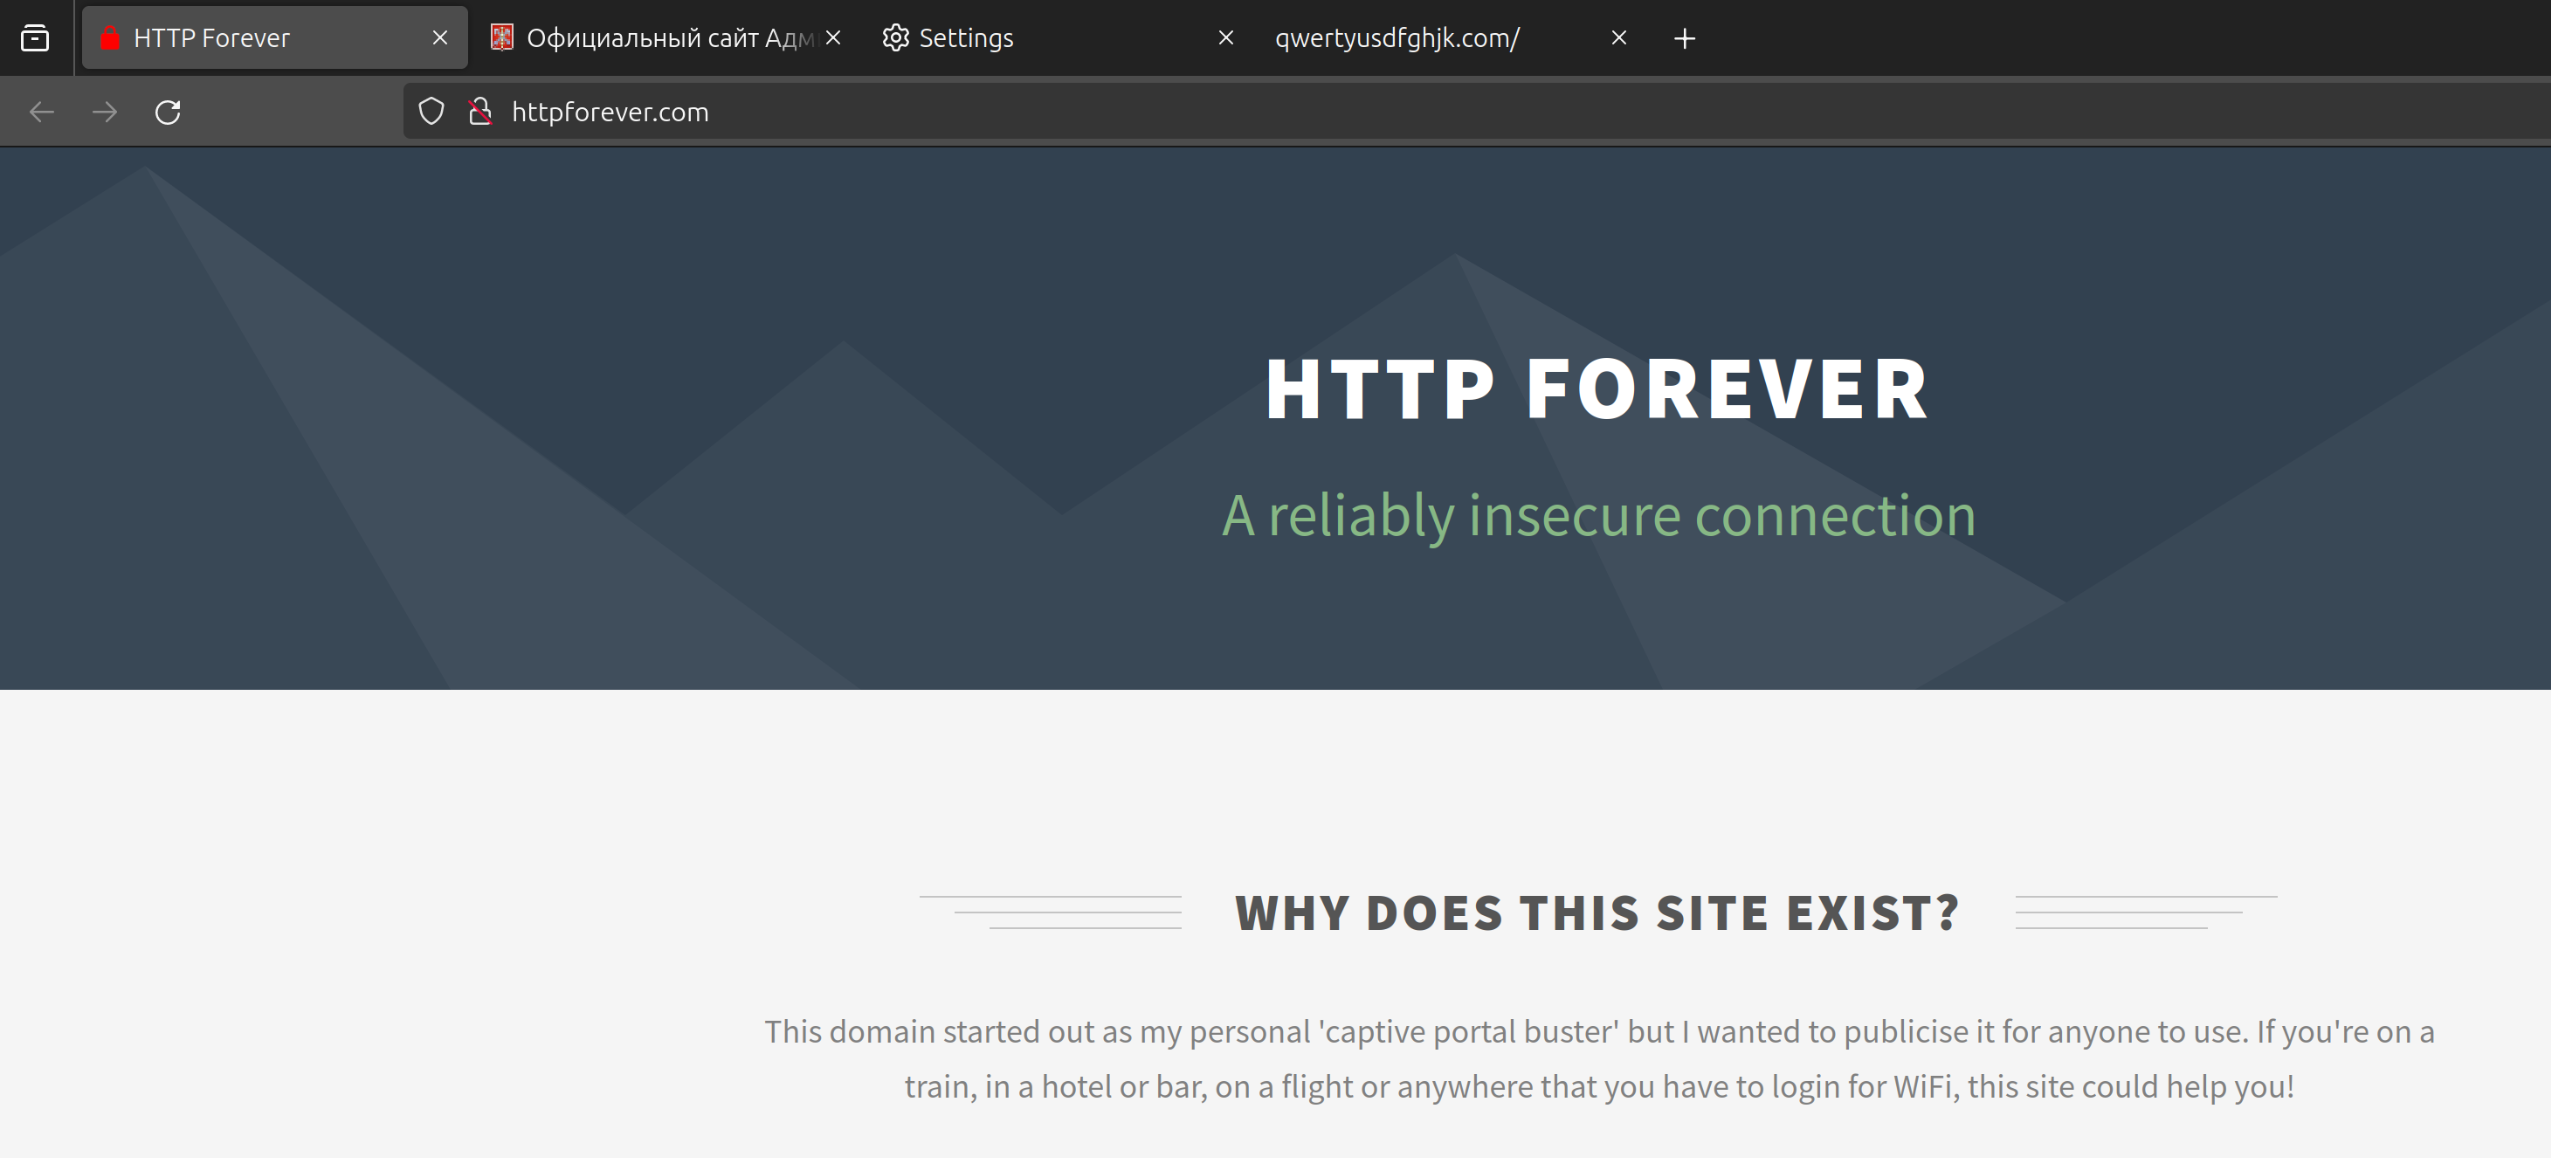 HTTP Forever
Официальный сайт Адм
Settings
qwertyusdfghjk.com/
httpforever.com
HTTP FOREVER
A reliably insecure connection
WHY DOES THIS SITE EXIST?
This domain started out as my personal 'captive portal buster' but I wanted to publicise it for anyone to use. If you're on a
train, in a hotel or bar, on a flight or anywhere that you have to login for WiFi, this site could help you!